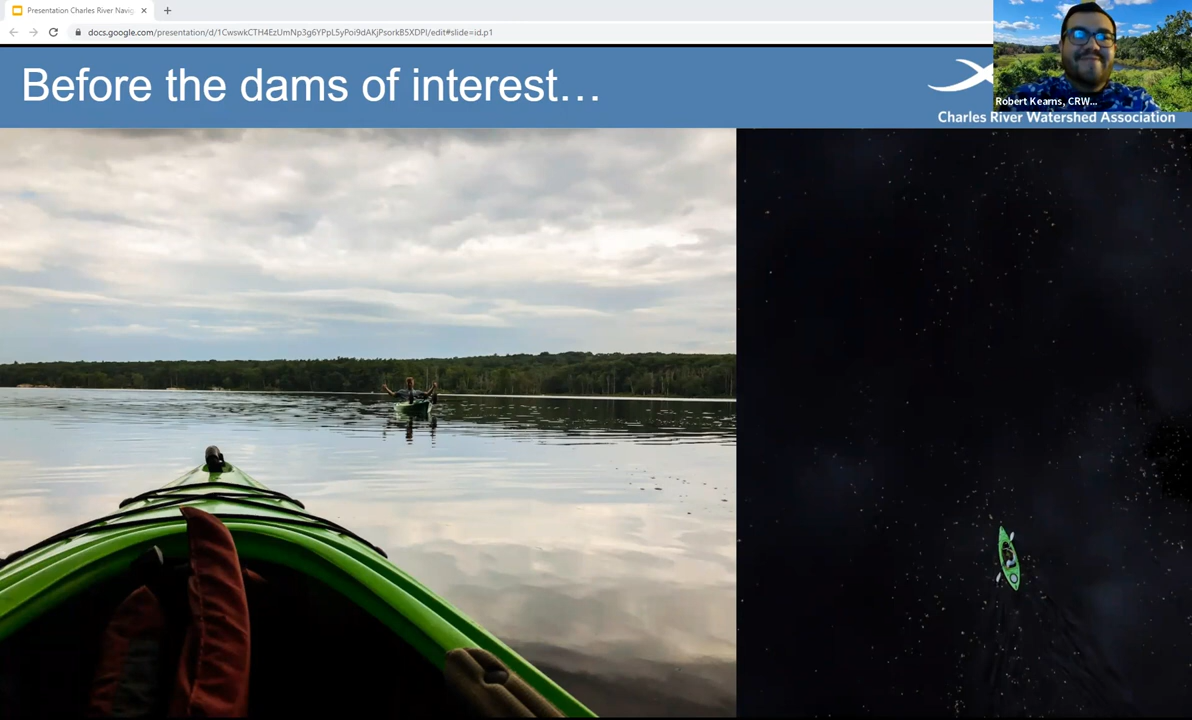 Presentation Charles River Navig
docs.google.com/presentation/d/1CwswkCTH4EzUmNp3g6YPpL5yPoi9dAKjPsorkB5XDPI/edit#slide=id.p1
Before the dams of interest…
Robert Kearns, CRW...
Charles River Watershed Association